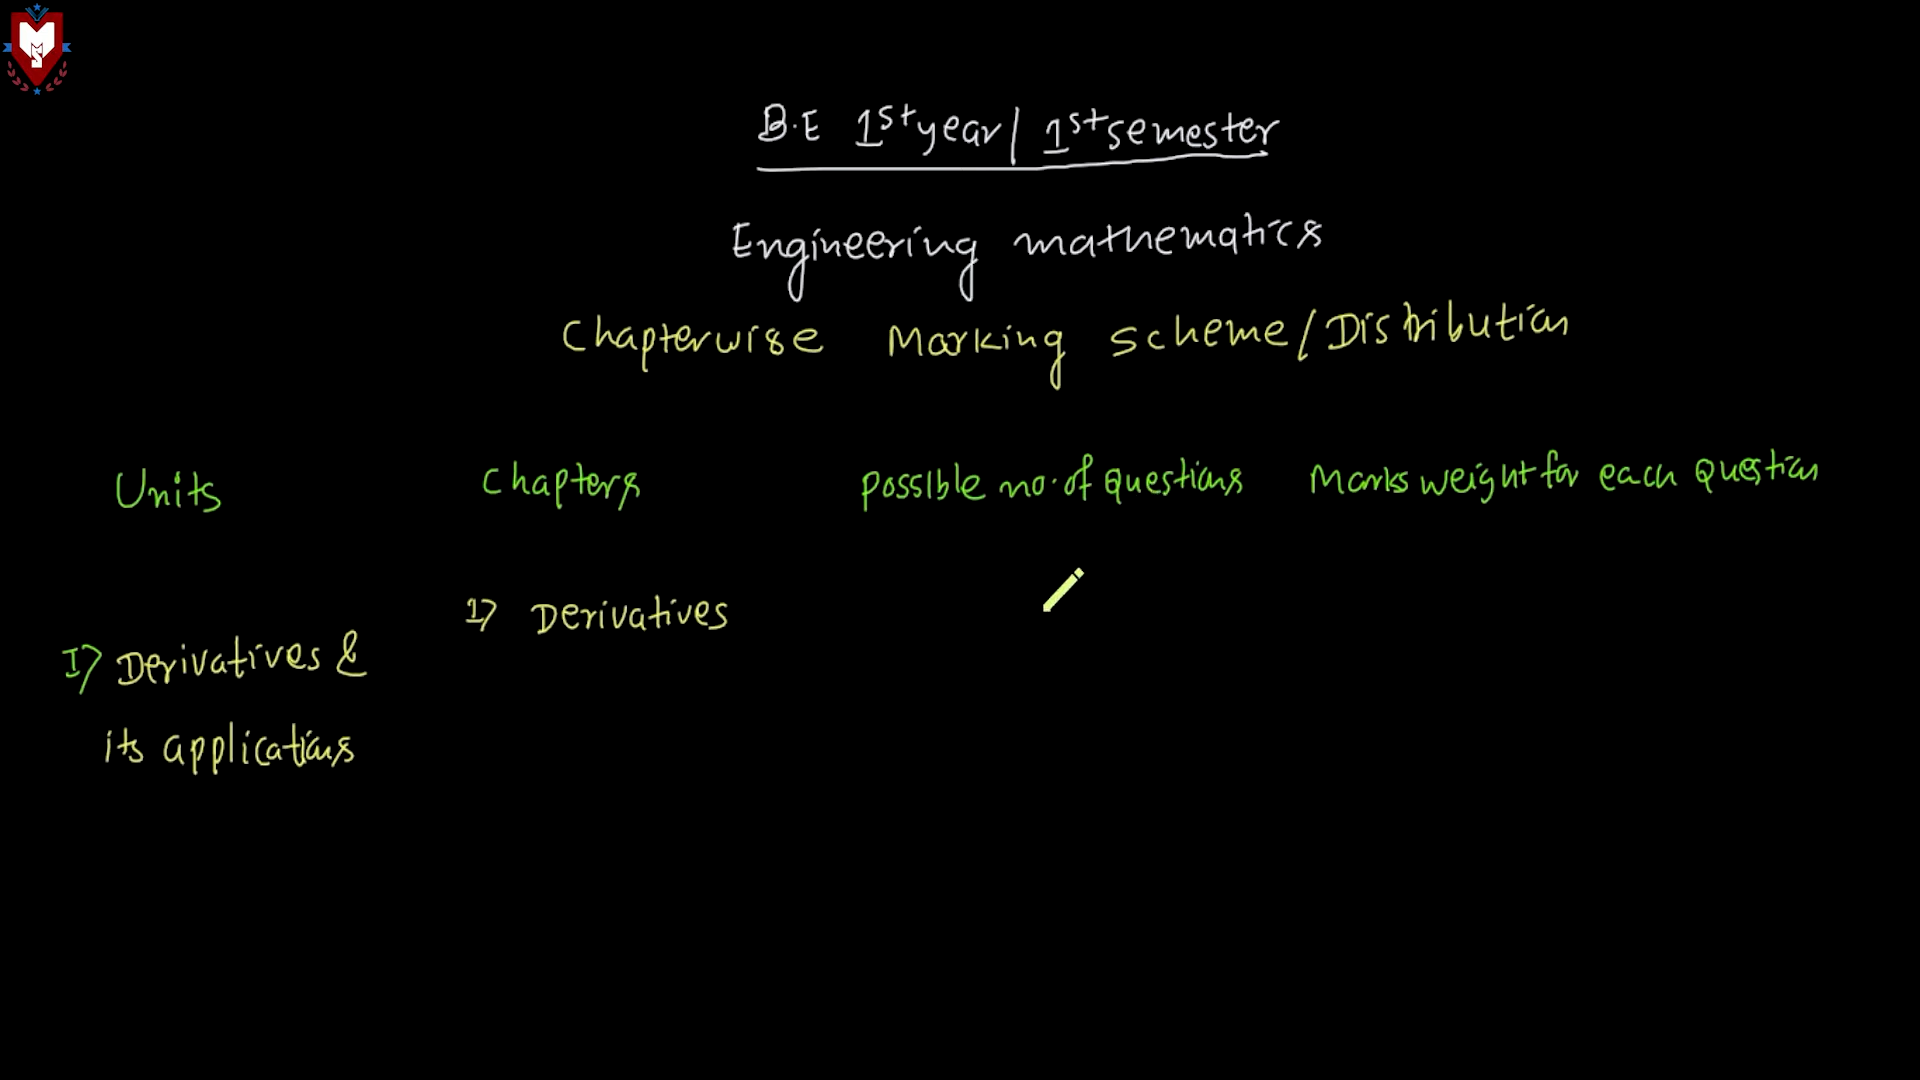 B.E 1st year/ 1st semester
Engineering mathematics
Chapterwise Marking Scheme/Distribution
Units Chapters possible no. of questions Marks weight for each question
1) Derivatives
I) Derivatives &
its applications